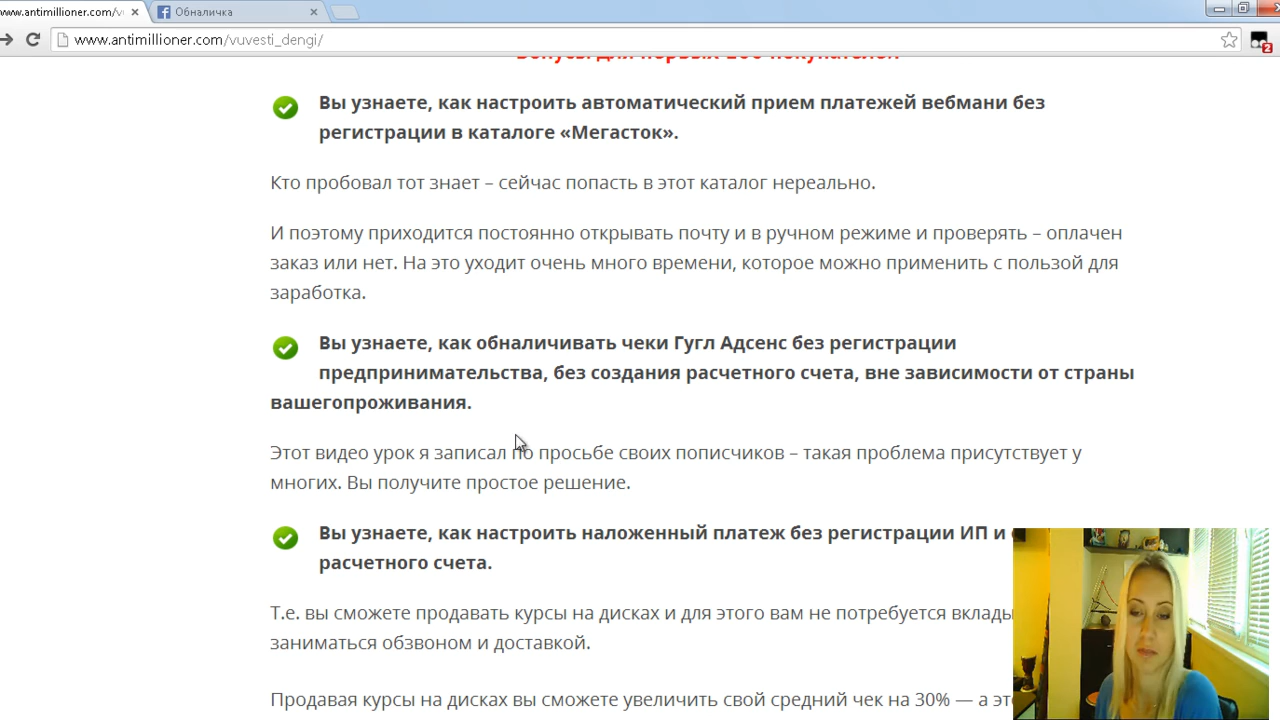 www.antimillioner.com/v
Обналичка
www.antimillioner.com/vuvesti_dengi/
2
Бонусы для первых 100 покупателей
Вы узнаете, как настроить автоматический прием платежей вебмани без
регистрации в каталоге «Мегасток».
Кто пробовал тот знает – сейчас попасть в этот каталог нереально.
И поэтому приходится постоянно открывать почту и в ручном режиме и проверять – оплачен
заказ или нет. На это уходит очень много времени, которое можно применить с пользой для
заработка.
Вы узнаете, как обналичивать чеки Гугл Адсенс без регистрации
предпринимательства, без создания расчетного счета, вне зависимости от страны
вашегопроживания.
Этот видео урок я записал по просьбе своих пописчиков – такая проблема присутствует у
многих. Вы получите простое решение.
Вы узнаете, как настроить наложенный платеж без регистрации ИП и
расчетного счета.
Т.е. вы сможете продавать курсы на дисках и для этого вам не потребуется вклады
заниматься обзвоном и доставкой.
Продавая курсы на дисках вы сможете увеличить свой средний чек на 30% — а эт